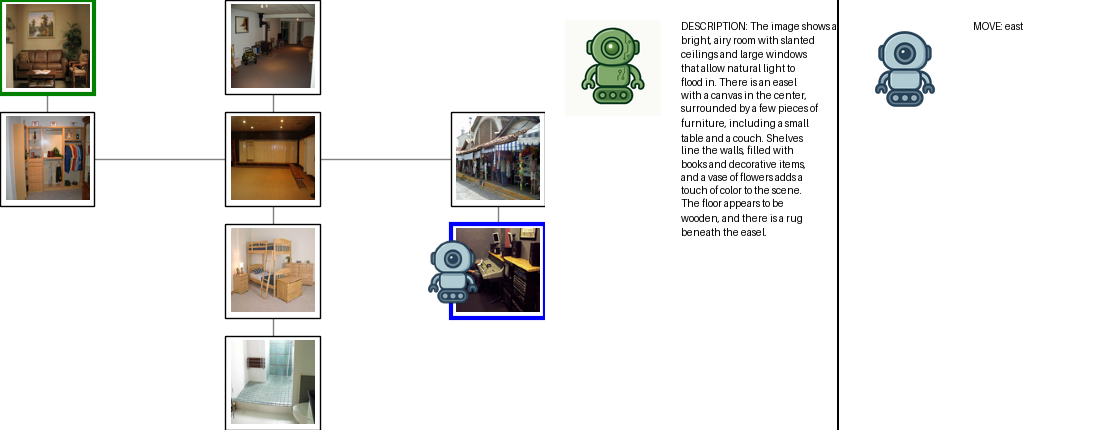 DESCRIPTION: The image shows a
bright, airy room with slanted
ceilings and large windows
that allow natural light to
flood in. There is an easel
with a canvas in the center,
surrounded by a few pieces of
furniture, including a small
table and a couch. Shelves
line the walls, filled with
books and decorative items,
and a vase of flowers adds a
touch of color to the scene.
The floor appears to be
wooden, and there is a rug
beneath the easel.
MOVE: east